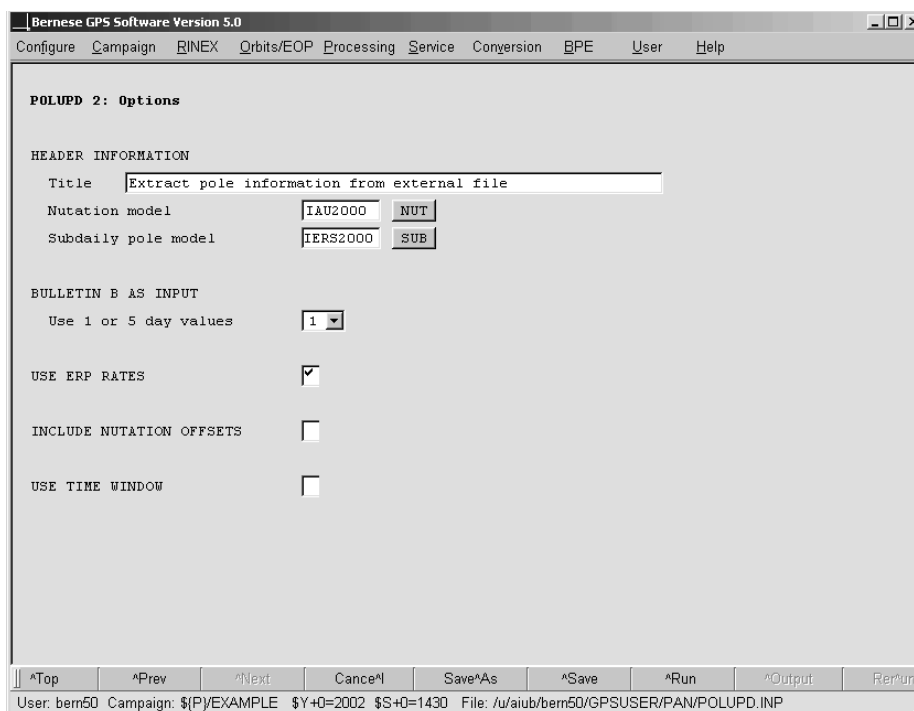 Bernese GPS Software Version 5.0
Configure Campaign RINEX Orbits/EOP Processing Service Conversion BPE User Help
POLUPD 2: Options
HEADER INFORMATION
Title Extract pole information from external file
Nutation model IAU2000 NUT
Subdaily pole model IERS2000 SUB
BULLETIN B AS INPUT
Use 1 or 5 day values 1
USE ERP RATES
INCLUDE NUTATION OFFSETS
USE TIME WINDOW
^Top ^Prev ^Next Cance^l Save^As ^Save ^Run ^Output Rer^un
User: bern50 Campaign: ${P}/EXAMPLE $Y+0=2002 $S+0=1430 File: /u/aiub/bern50/GPSUSER/PAN/POLUPD.INP